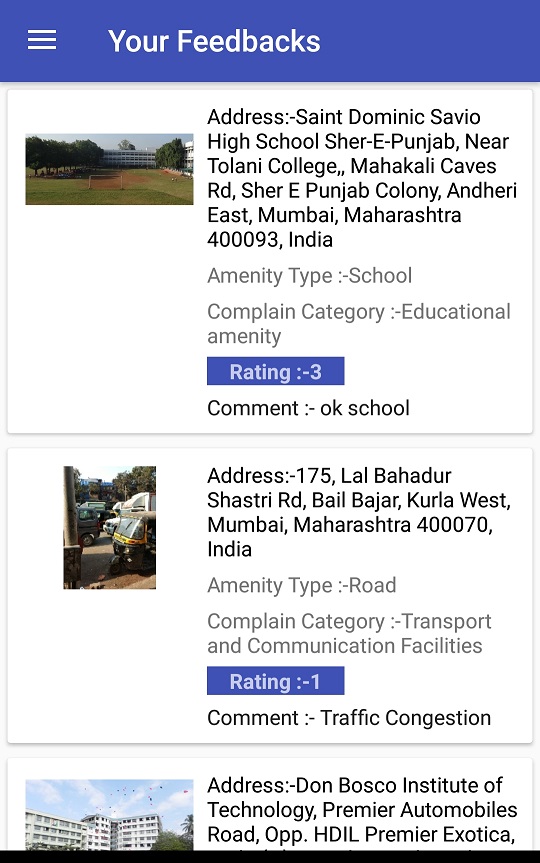 Your Feedbacks
Address:-Saint Dominic Savio
High School Sher-E-Punjab, Near
Tolani College,, Mahakali Caves
Rd, Sher E Punjab Colony, Andheri
East, Mumbai, Maharashtra
400093, India
Amenity Type :-School
Complain Category :-Educational
amenity
Rating :-3
Comment :- ok school
Address:-175, Lal Bahadur
Shastri Rd, Bail Bajar, Kurla West,
Mumbai, Maharashtra 400070,
India
Amenity Type :-Road
Complain Category :-Transport
and Communication Facilities
Rating :-1
Comment :- Traffic Congestion
Address:-Don Bosco Institute of
Technology, Premier Automobiles
Road, Opp. HDIL Premier Exotica,